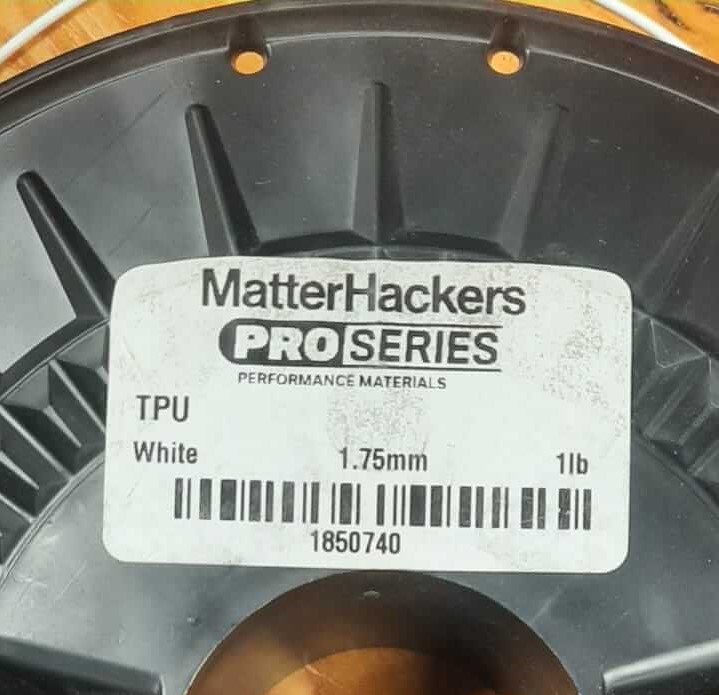 MatterHackers
PRO SERIES
PERFORMANCE MATERIALS
TPU
White 1.75mm 1lb
1850740